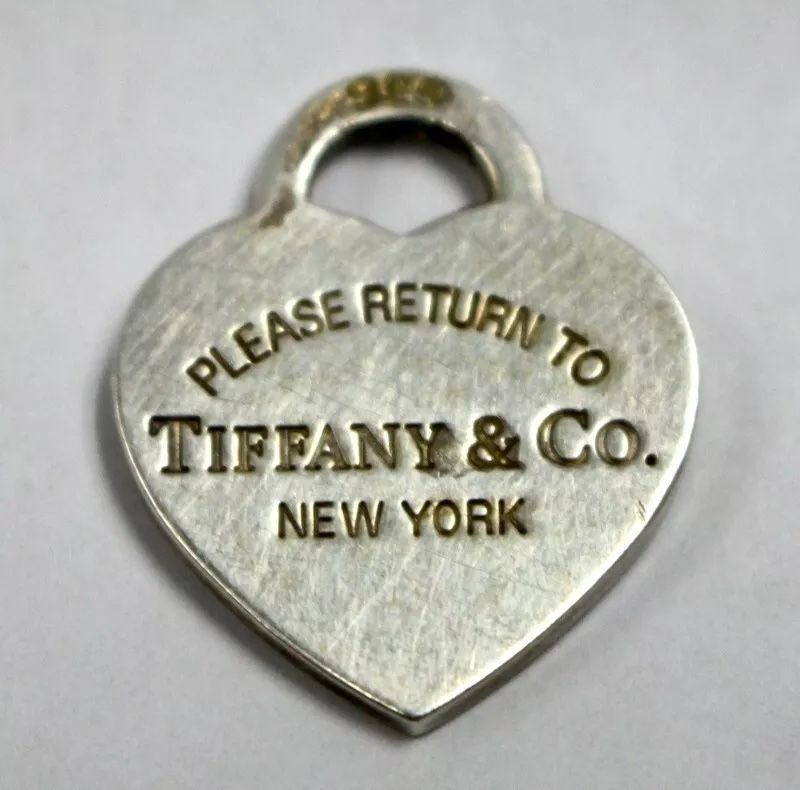 PLEASE RETURN TO
TIFFANY & CO.
NEW YORK